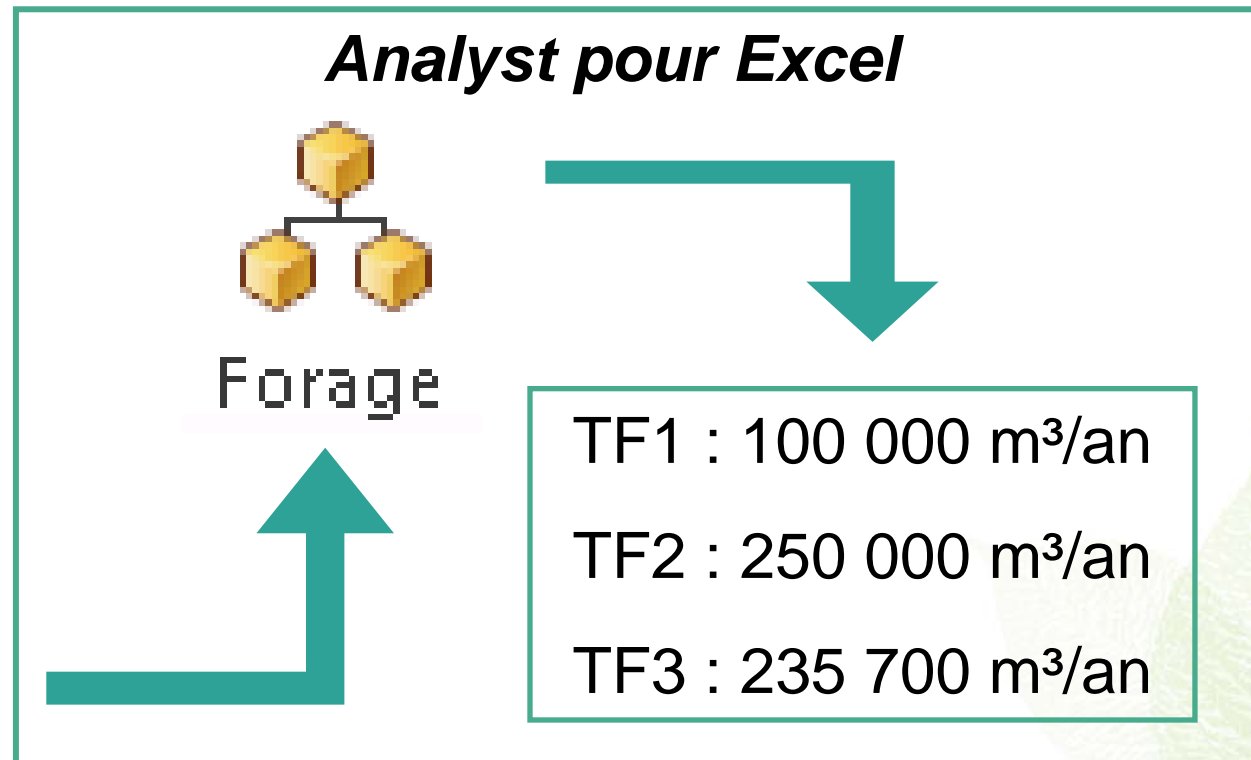 Analyst pour Excel
Forage
TF1 : 100 000 m³/an
TF2 : 250 000 m³/an
TF3 : 235 700 m³/an